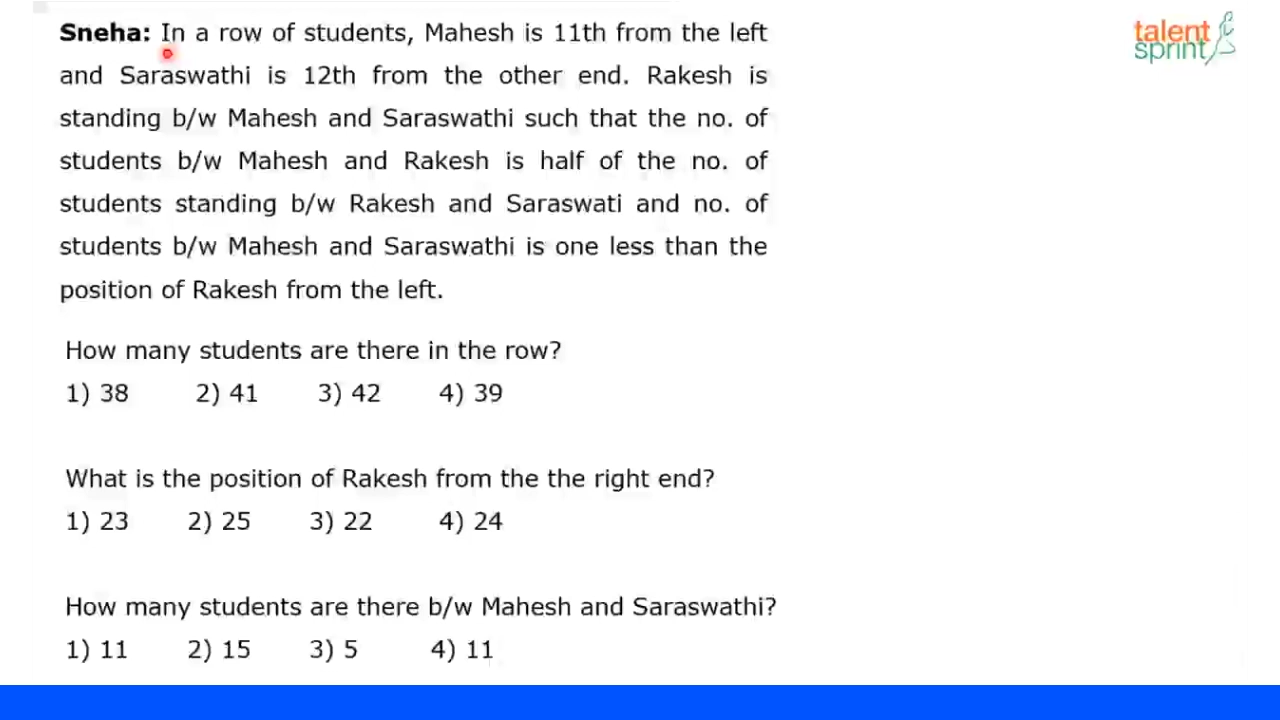 Sneha: In a row of students, Mahesh is 11th from the left
and Saraswathi is 12th from the other end. Rakesh is
standing b/w Mahesh and Saraswathi such that the no. of
students b/w Mahesh and Rakesh is half of the no. of
students standing b/w Rakesh and Saraswati and no. of
students b/w Mahesh and Saraswathi is one less than the
position of Rakesh from the left.
talent
sprint
How many students are there in the row?
1) 38 2) 41 3) 42 4) 39
What is the position of Rakesh from the the right end?
1) 23 2) 25 3) 22 4) 24
How many students are there b/w Mahesh and Saraswathi?
1) 11 2) 15 3) 5 4) 11